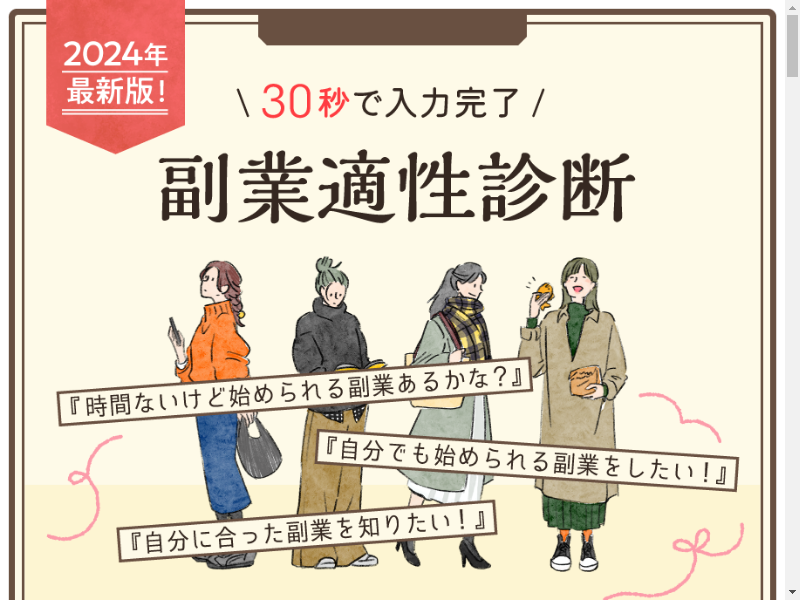 2024年
最新版!
\ 30秒で入力完了 /
副業適性診断
『時間ないけど始められる副業あるかな？』
『自分でも始められる副業をしたい！』
『自分に合った副業を知りたい！』